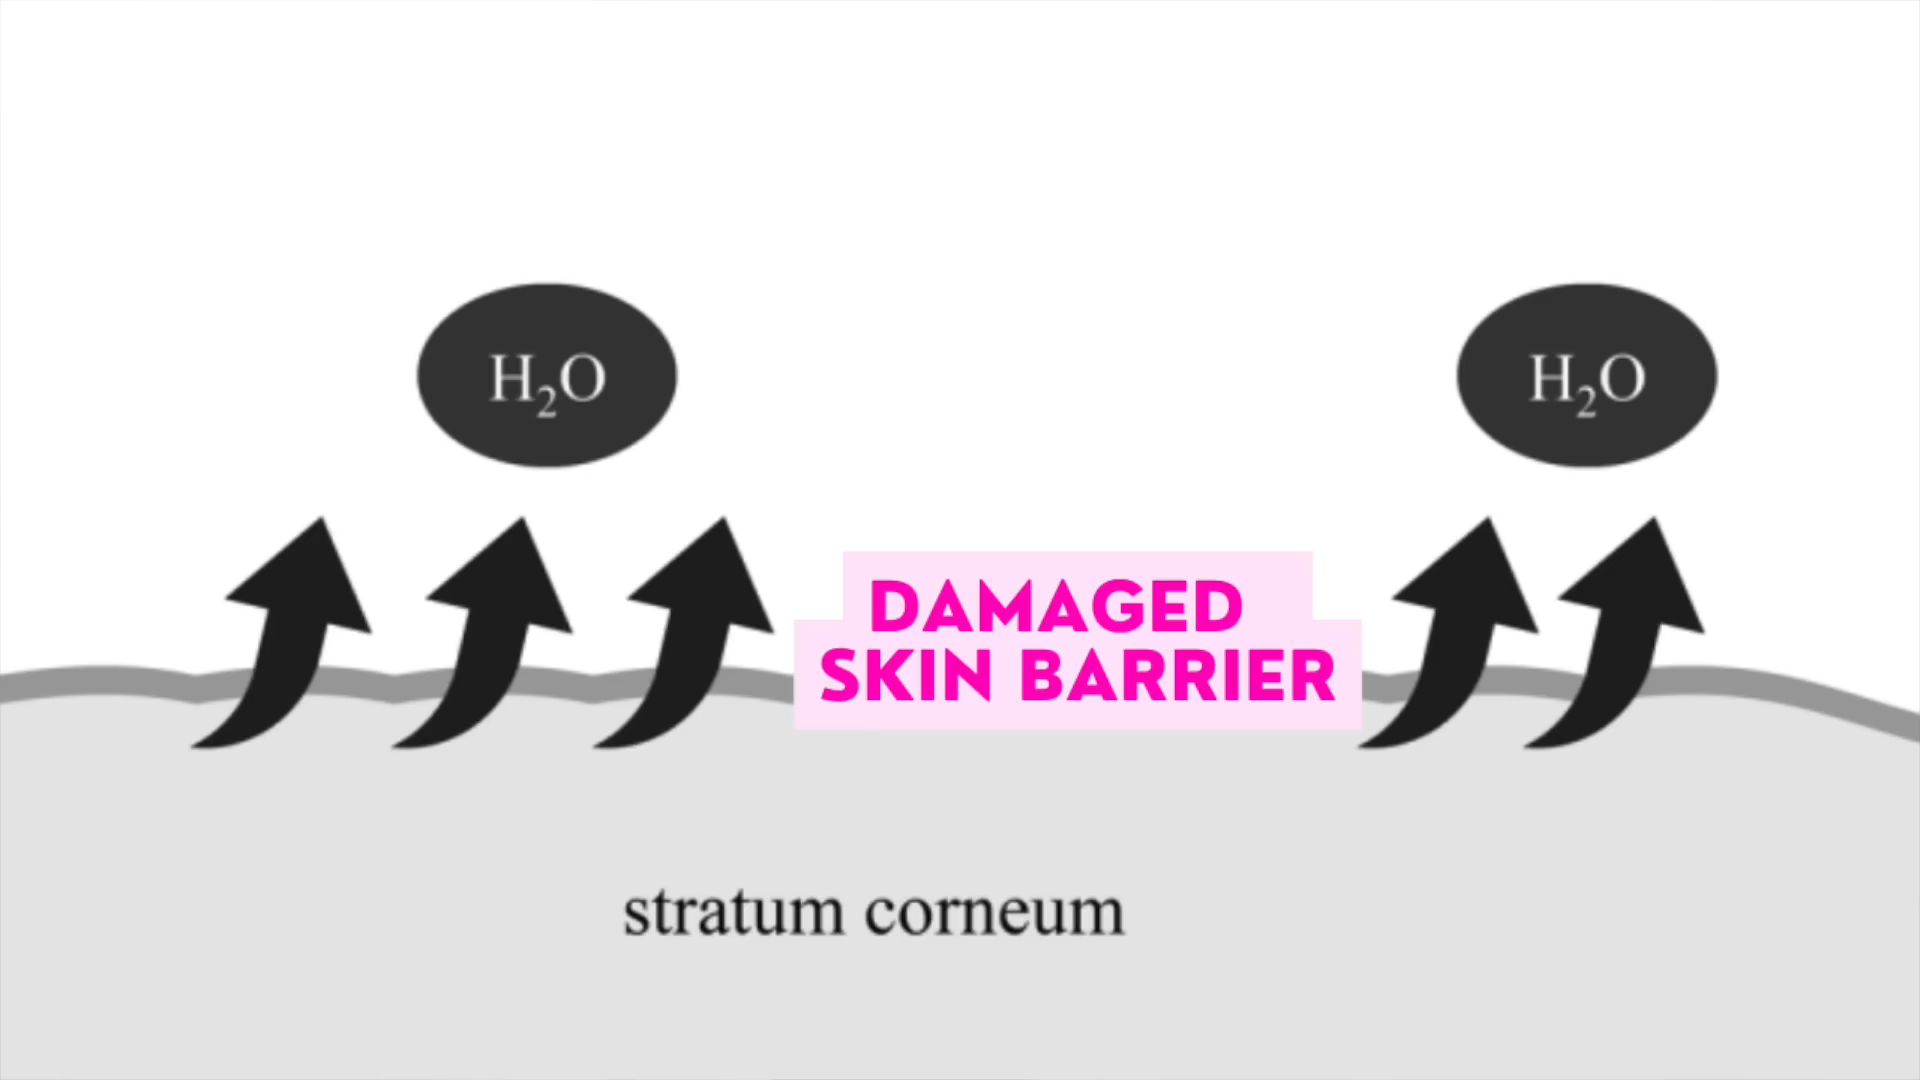 H₂O
H₂O
DAMAGED
SKIN BARRIER
stratum corneum